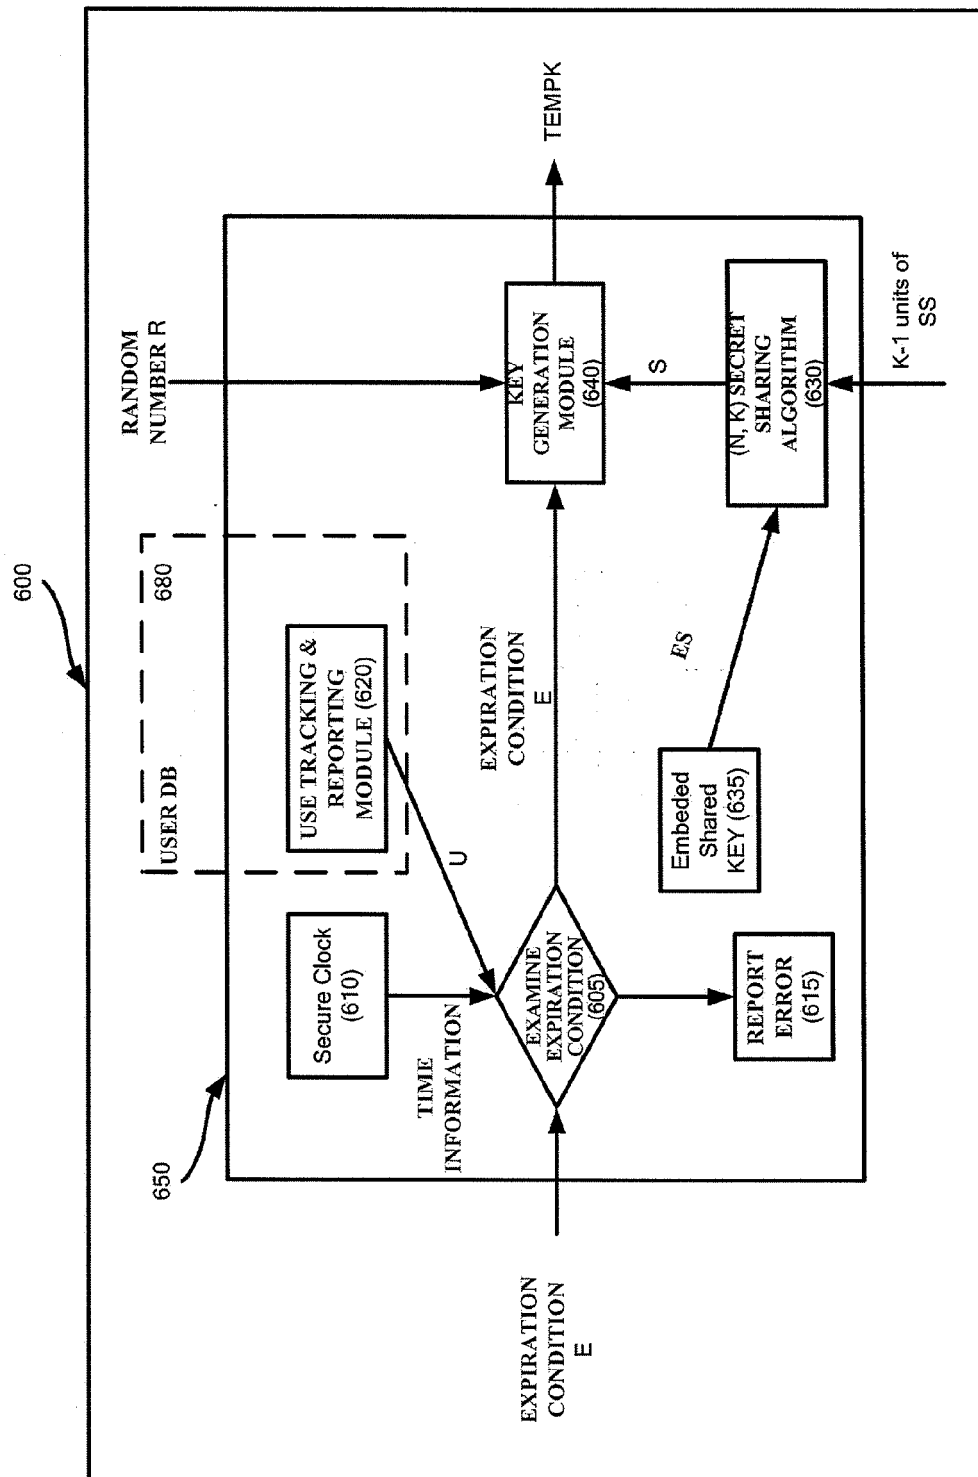 600
650
USER DB
680
RANDOM
NUMBER R
Secure Clock
(610)
USE TRACKING &
REPORTING
MODULE (620)
TIME
INFORMATION
U
EXPIRATION
CONDITION
E
EXAMINE
EXPIRATION
CONDITION
(605)
EXPIRATION
CONDITION
E
KEY
GENERATION
MODULE
(640)
TEMPK
REPORT
ERROR
(615)
Embeded
Shared
KEY (635)
ES
S
(N, K) SECRET
SHARING
ALGORITHM
(630)
K-1 units of
SS